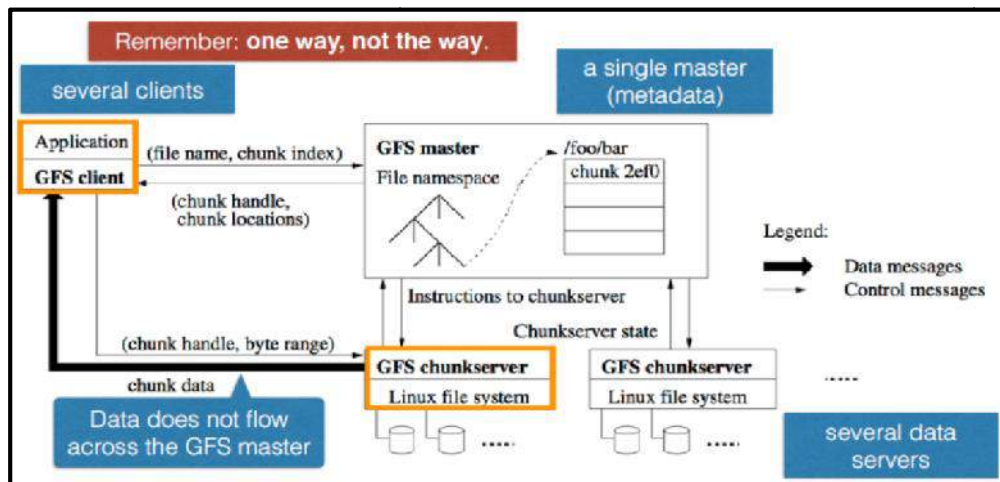 Remember: one way, not the way.
several clients
a single master
(metadata)
Application
GFS client
(file name, chunk index)
(chunk handle,
chunk locations)
GFS master
File namespace
/foo/bar
chunk 2ef0
Legend:
Data messages
Control messages
Instructions to chunkserver
Chunkserver state
(chunk handle, byte range)
chunk data
GFS chunkserver
Linux file system
GFS chunkserver
Linux file system
Data does not flow
across the GFS master
several data
servers